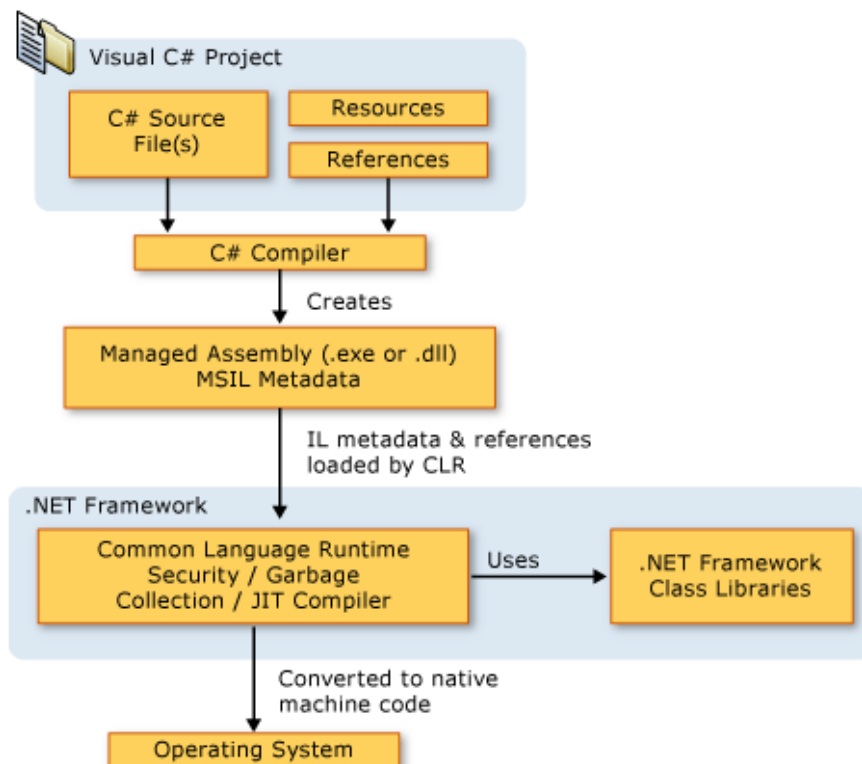 Visual C# Project
C# Source
File(s)
Resources
References
C# Compiler
Creates
Managed Assembly (.exe or .dll)
MSIL Metadata
IL metadata & references
loaded by CLR
.NET Framework
Common Language Runtime
Security / Garbage
Collection / JIT Compiler
Uses
.NET Framework
Class Libraries
Converted to native
machine code
Operating System